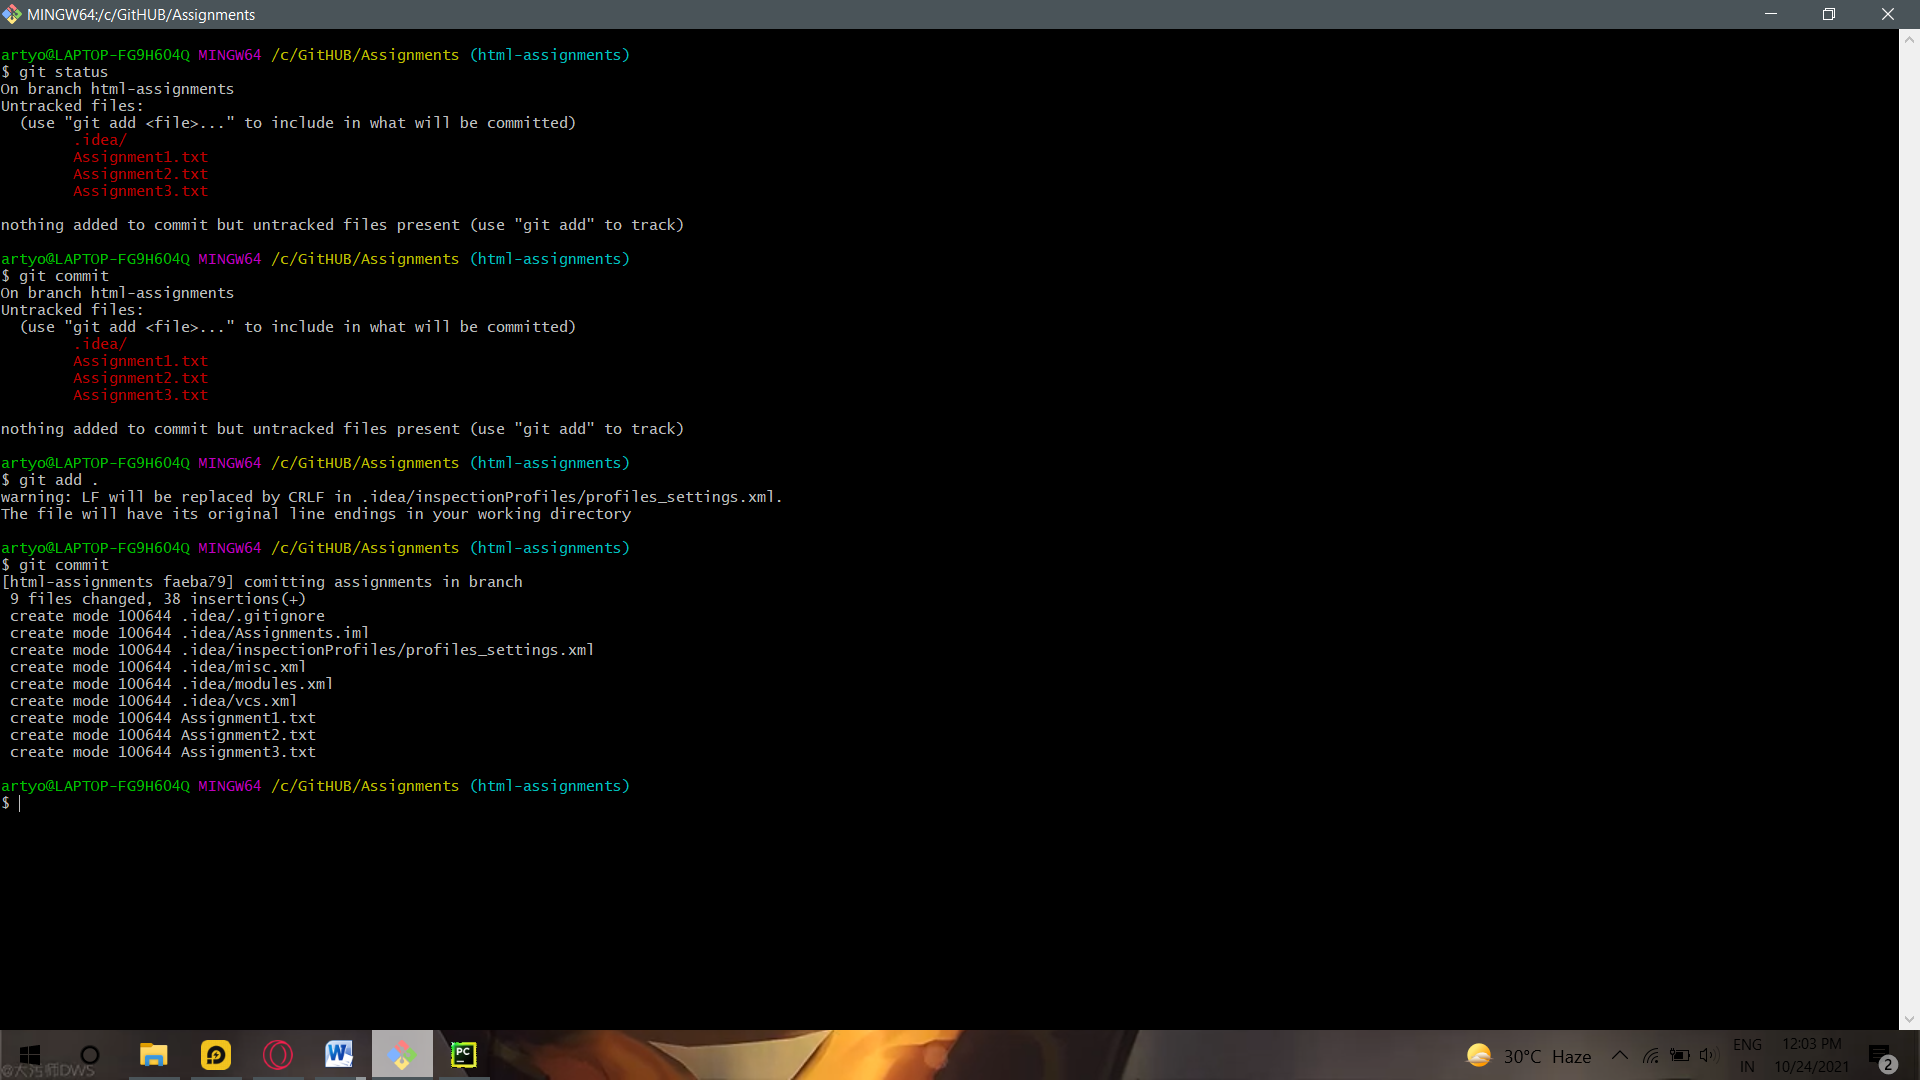 MINGW64:/c/GitHUB/Assignments
artyo@LAPTOP-FG9H6O4Q MINGW64 /c/GitHUB/Assignments (html-assignments)
$ git status
On branch html-assignments
Untracked files:
  (use "git add <file>..." to include in what will be committed)
        .idea/
        Assignment1.txt
        Assignment2.txt
        Assignment3.txt
nothing added to commit but untracked files present (use "git add" to track)
artyo@LAPTOP-FG9H6O4Q MINGW64 /c/GitHUB/Assignments (html-assignments)
$ git commit
On branch html-assignments
Untracked files:
  (use "git add <file>..." to include in what will be committed)
        .idea/
        Assignment1.txt
        Assignment2.txt
        Assignment3.txt
nothing added to commit but untracked files present (use "git add" to track)
artyo@LAPTOP-FG9H6O4Q MINGW64 /c/GitHUB/Assignments (html-assignments)
$ git add .
warning: LF will be replaced by CRLF in .idea/inspectionProfiles/profiles_settings.xml.
The file will have its original line endings in your working directory
artyo@LAPTOP-FG9H6O4Q MINGW64 /c/GitHUB/Assignments (html-assignments)
$ git commit
[html-assignments faeba79] comitting assignments in branch
 9 files changed, 38 insertions(+)
 create mode 100644 .idea/.gitignore
 create mode 100644 .idea/Assignments.iml
 create mode 100644 .idea/inspectionProfiles/profiles_settings.xml
 create mode 100644 .idea/misc.xml
 create mode 100644 .idea/modules.xml
 create mode 100644 .idea/vcs.xml
 create mode 100644 Assignment1.txt
 create mode 100644 Assignment2.txt
 create mode 100644 Assignment3.txt
artyo@LAPTOP-FG9H6O4Q MINGW64 /c/GitHUB/Assignments (html-assignments)
$
W
PC
30°C Haze
ENG
IN
12:03 PM
10/24/2021
2